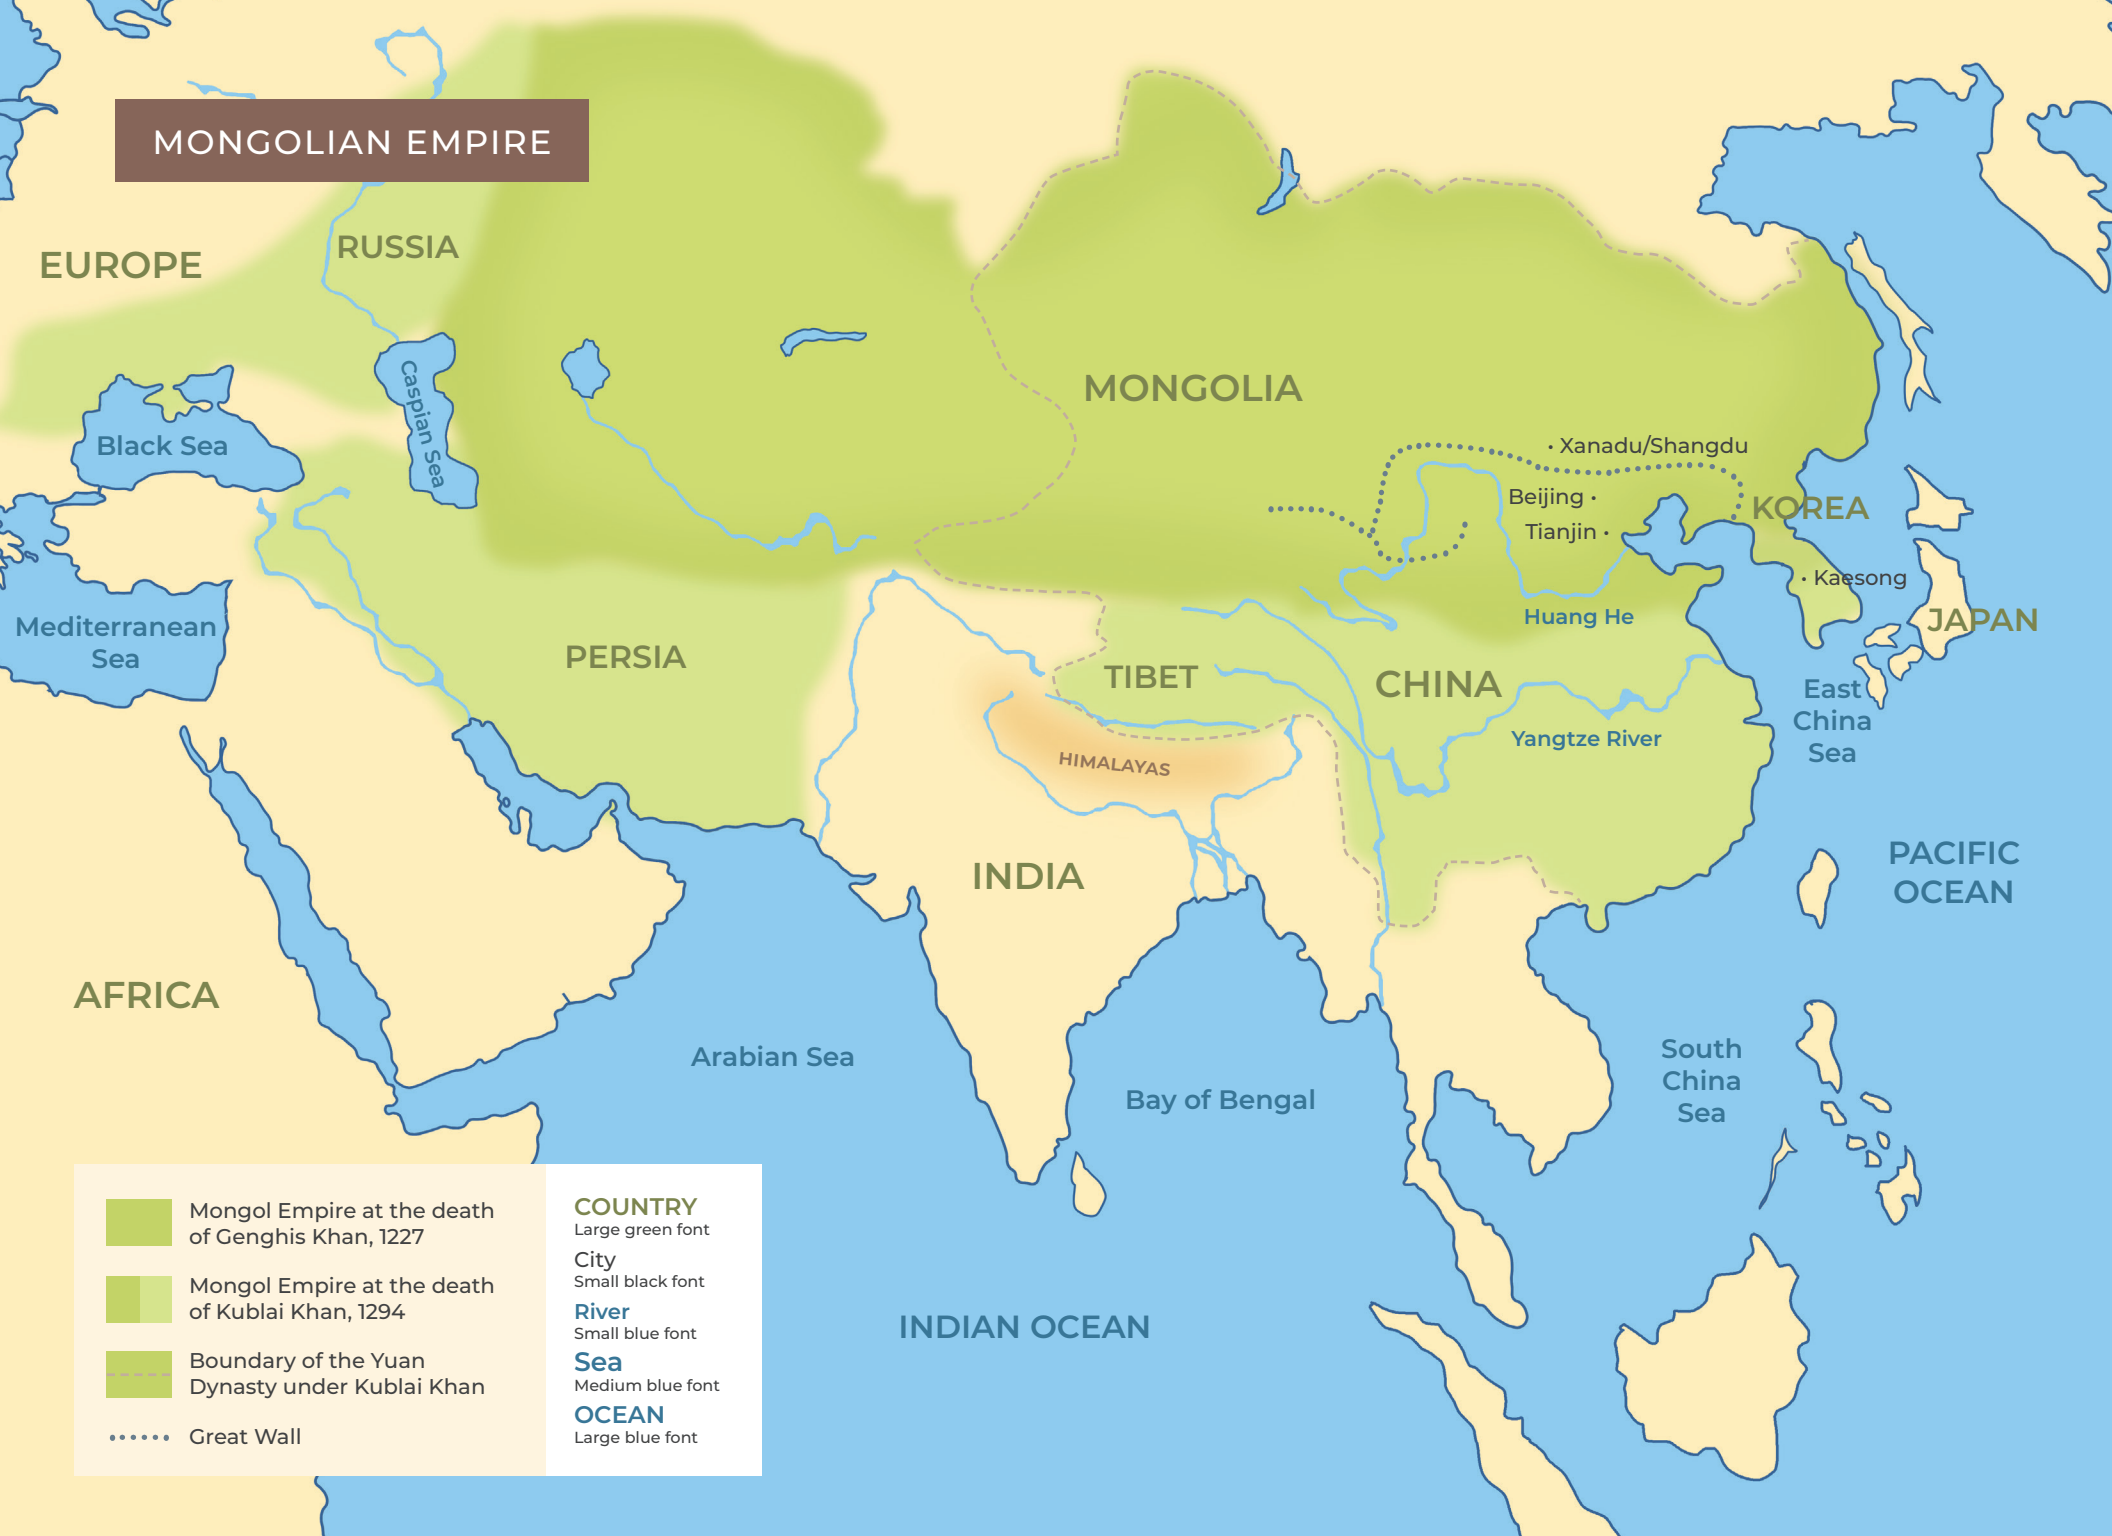 MONGOLIAN EMPIRE
EUROPE
RUSSIA
MONGOLIA
Caspian Sea
Black Sea
• Xanadu/Shangdu
Beijing •
Tianjin •
KOREA
• Kaesong
Huang He
JAPAN
Mediterranean
Sea
PERSIA
TIBET
CHINA
East
China
Sea
Yangtze River
HIMALAYAS
INDIA
PACIFIC
OCEAN
AFRICA
Arabian Sea
Bay of Bengal
South
China
Sea
INDIAN OCEAN
Mongol Empire at the death
of Genghis Khan, 1227
Mongol Empire at the death
of Kublai Khan, 1294
Boundary of the Yuan
Dynasty under Kublai Khan
Great Wall
COUNTRY
Large green font
City
Small black font
River
Small blue font
Sea
Medium blue font
OCEAN
Large blue font